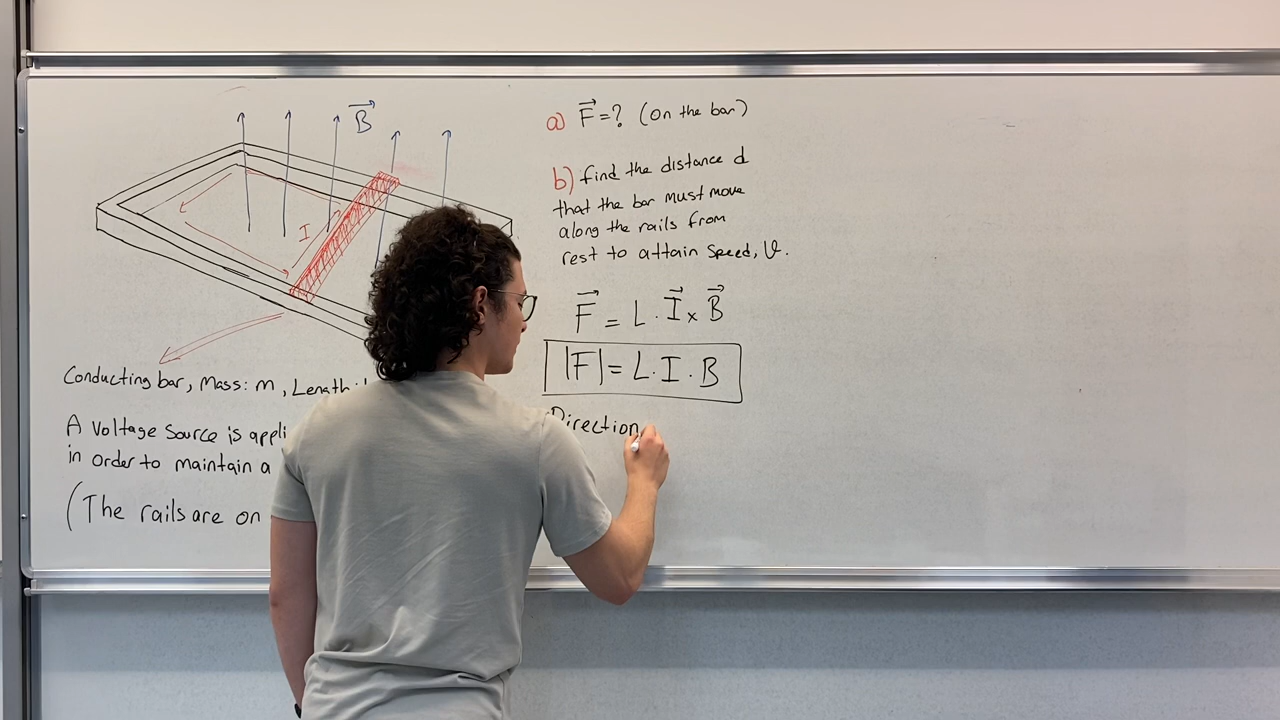 B
I
Conducting bar, Mass: m, Length:
A voltage source is appli
in order to maintain a
(The rails are on
a) F=? (on the bar)
b) find the distance d
that the bar must move
along the rails from
rest to attain speed, V.
F = L . I x B
|F| = L . I . B
Direction